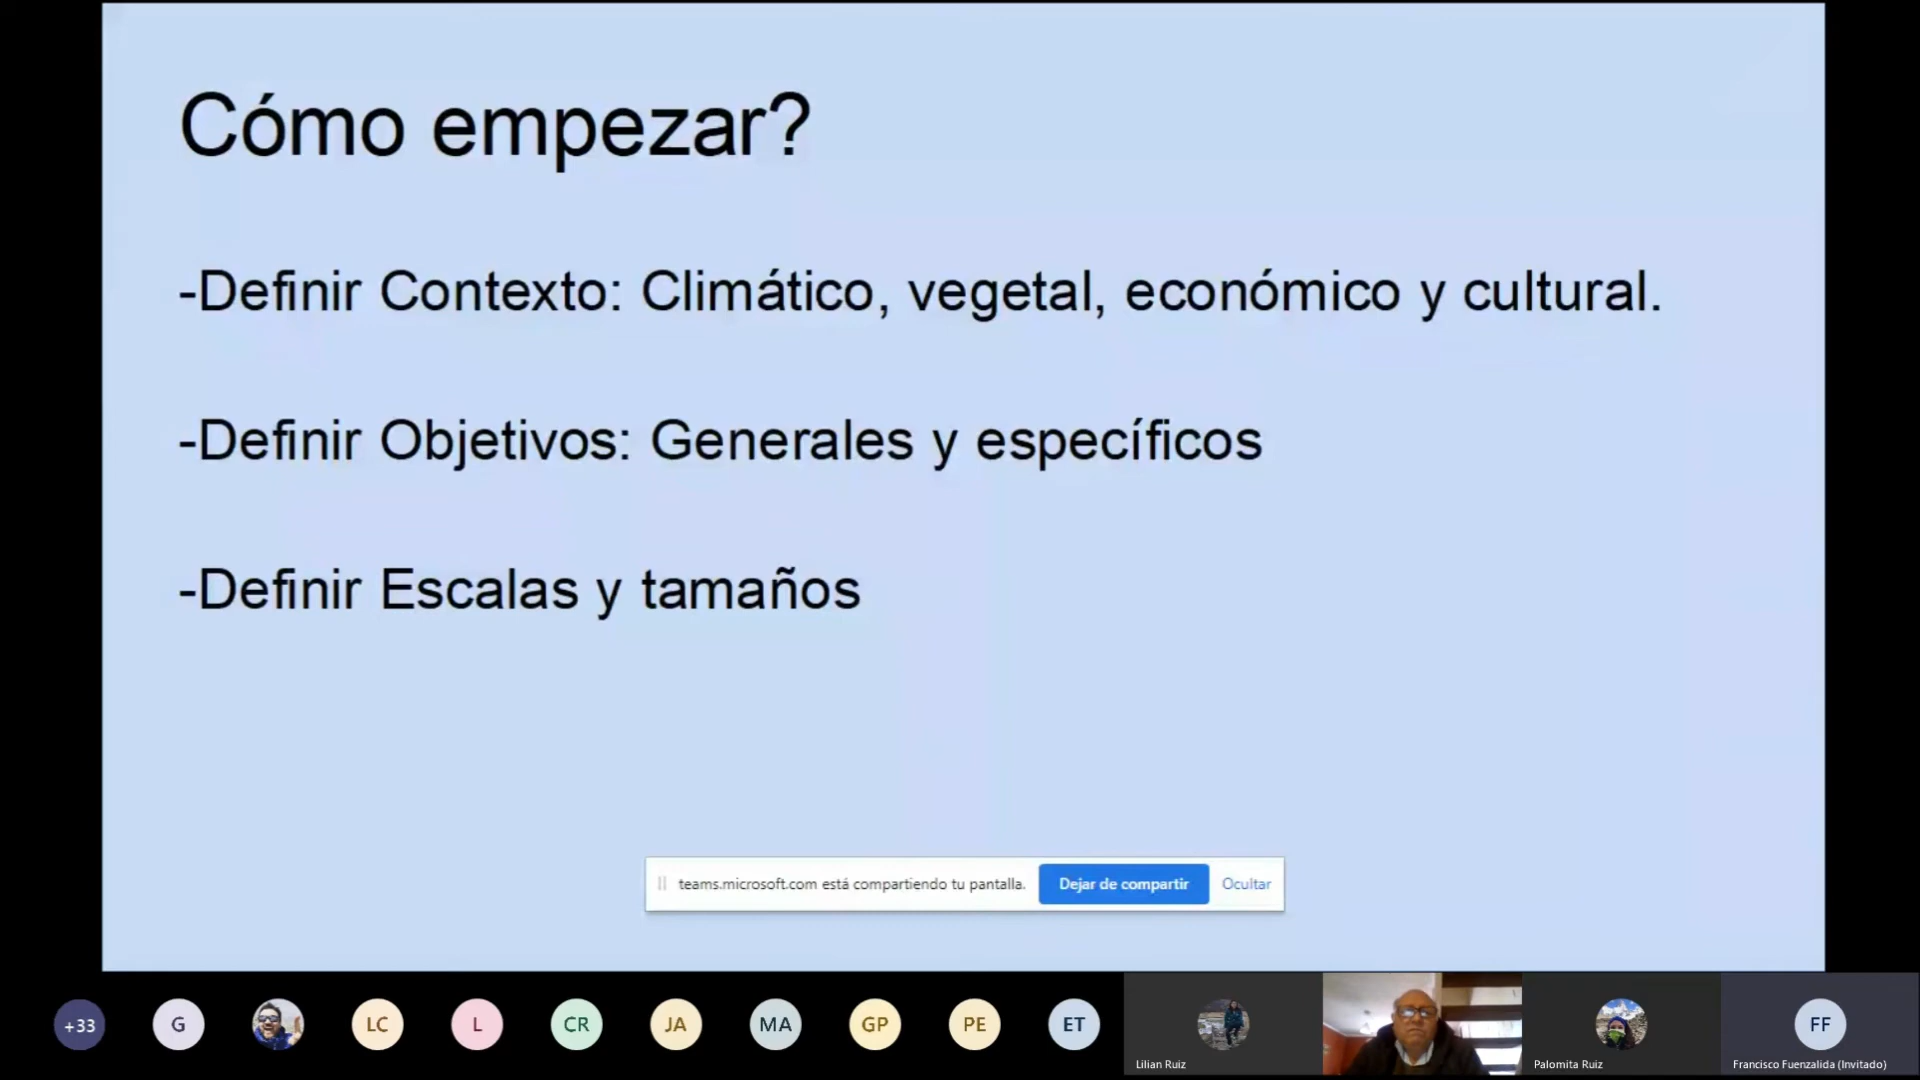 Cómo empezar?
-Definir Contexto: Climático, vegetal, económico y cultural.
-Definir Objetivos: Generales y específicos
-Definir Escalas y tamaños
teams.microsoft.com está compartiendo tu pantalla. Dejar de compartir Ocultar
+33 G LC L CR JA MA GP PE ET FF
Lilian Ruiz Palomita Ruiz Francisco Fuenzalida (Invitado)